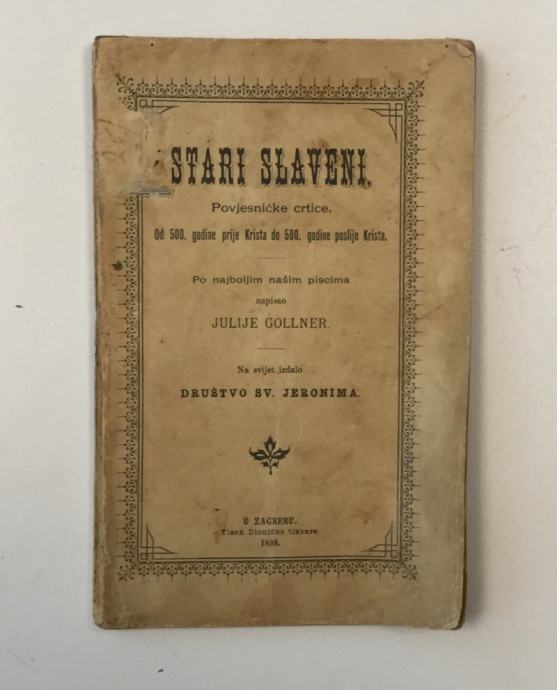 STARI SLAVENI.
Povjesničke crtice.
Od 500. godine prije Krista do 500. godine poslije Krista.
Po najboljim našim piscima
napisao
JULIJE GOLLNER.
Na svijet izdalo
DRUŠTVO SV. JERONIMA.
U ZAGREBU.
Tisak Dioničke tiskare.
1898.